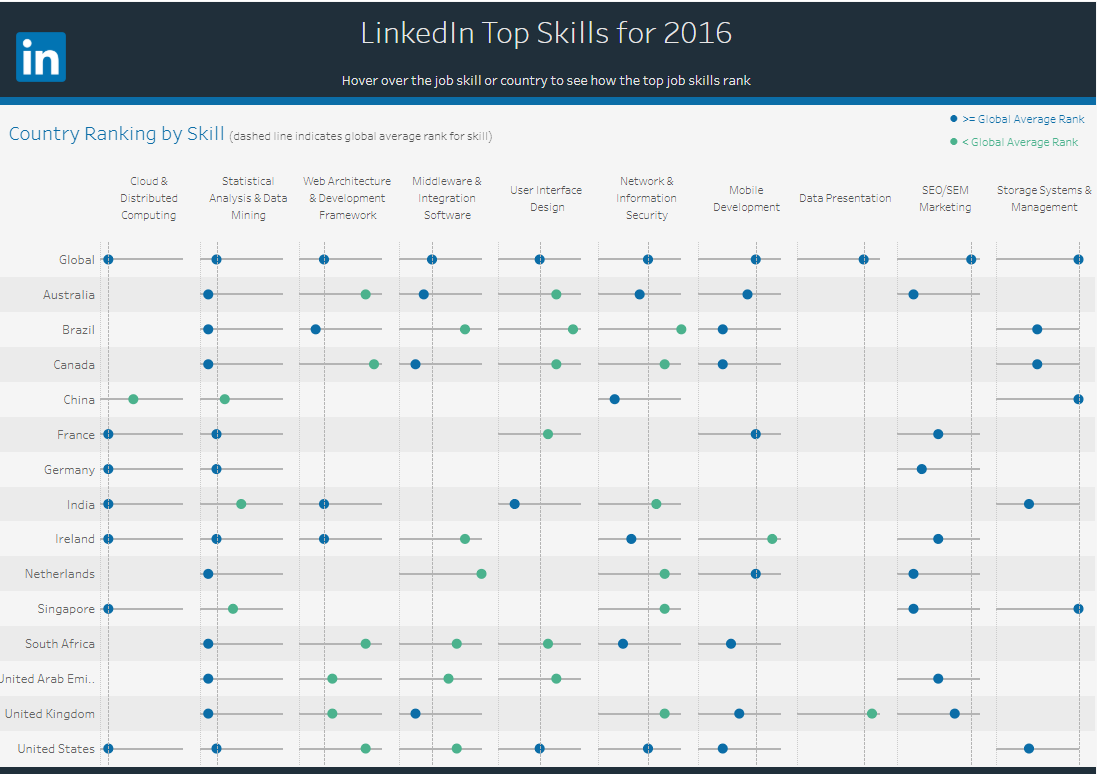 in
LinkedIn Top Skills for 2016
Hover over the job skill or country to see how the top job skills rank
Country Ranking by Skill (dashed line indicates global average rank for skill)
>= Global Average Rank
< Global Average Rank
Cloud &
Distributed
Computing
Statistical
Analysis & Data
Mining
Web Architecture
& Development
Framework
Middleware &
Integration
Software
User Interface
Design
Network &
Information
Security
Mobile
Development
Data Presentation
SEO/SEM
Marketing
Storage Systems &
Management
Global
Australia
Brazil
Canada
China
France
Germany
India
Ireland
Netherlands
Singapore
South Africa
United Arab Emi..
United Kingdom
United States